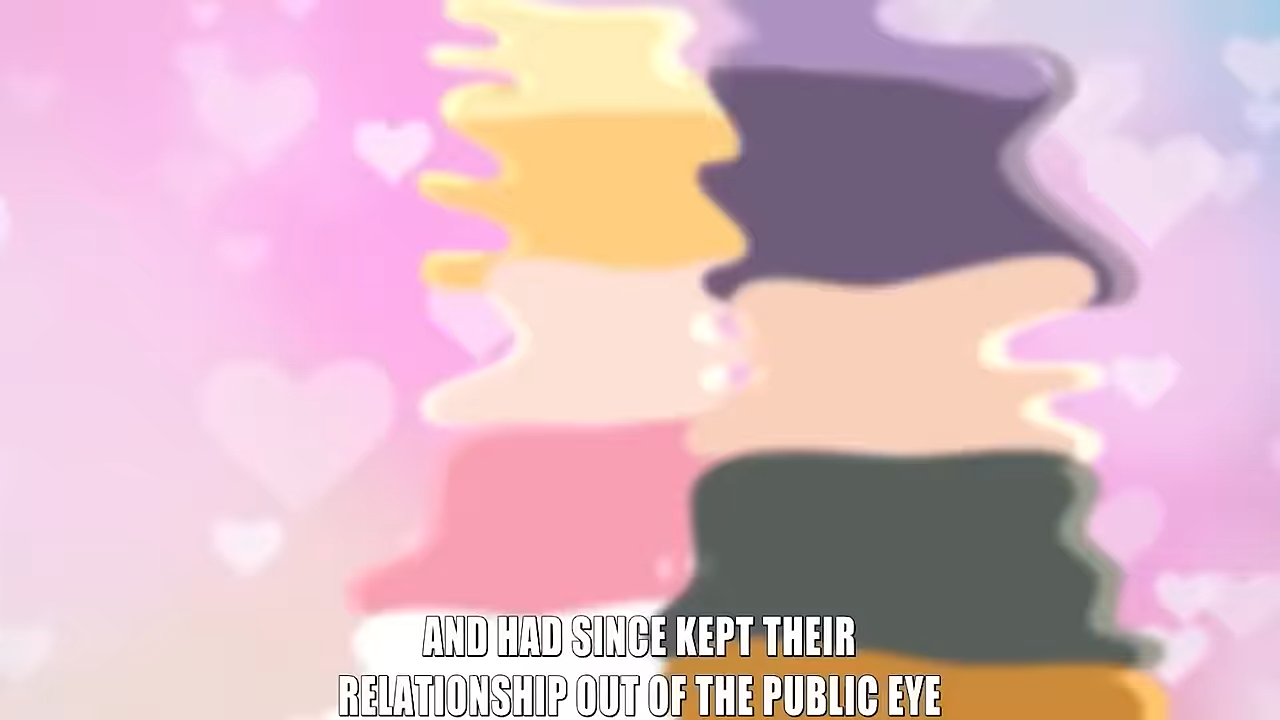 AND HAD SINCE KEPT THEIR
RELATIONSHIP OUT OF THE PUBLIC EYE